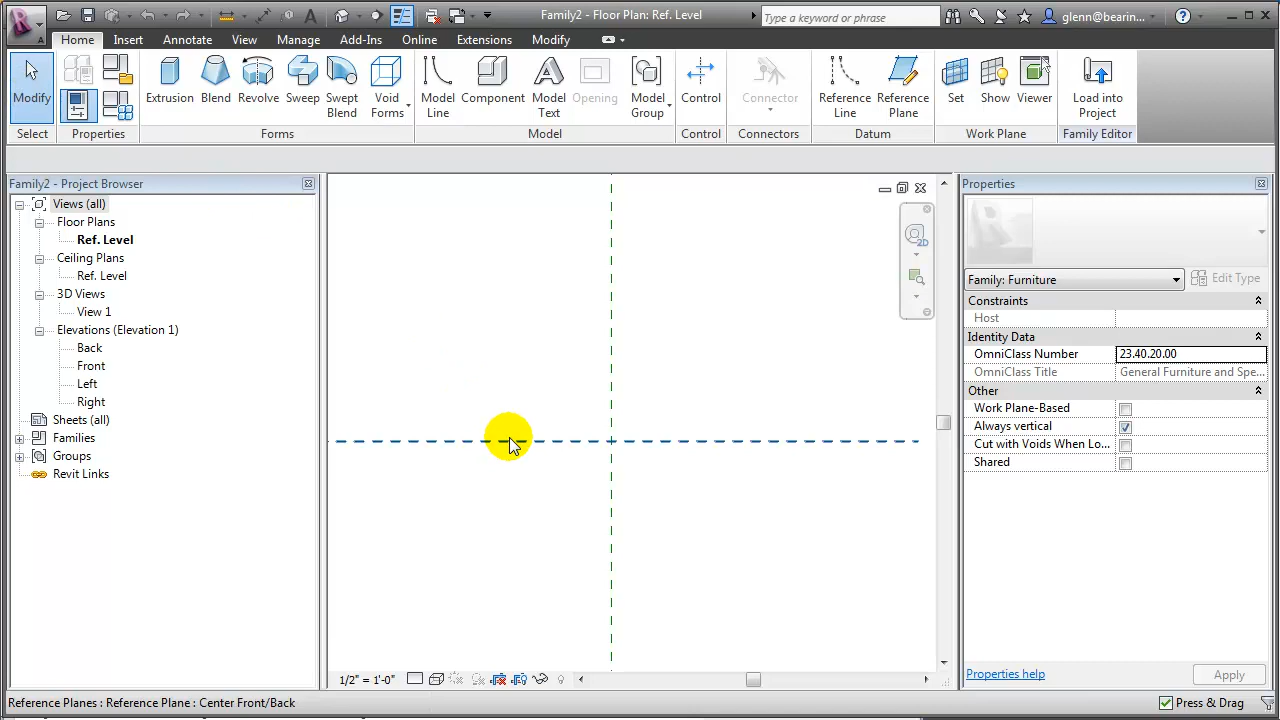 Family2 - Floor Plan: Ref. Level
Type a keyword or phrase
glenn@bearin...
Home Insert Annotate View Manage Add-Ins Online Extensions Modify
Modify
Extrusion Blend Revolve Sweep Swept Blend Void Forms
Model Line Component Model Text Opening Model Group
Control
Connector
Reference Line Reference Plane
Set Show Viewer
Load into Project
Select Properties Forms Model Control Connectors Datum Work Plane Family Editor
Family2 - Project Browser
Views (all)
Floor Plans
Ref. Level
Ceiling Plans
Ref. Level
3D Views
View 1
Elevations (Elevation 1)
Back
Front
Left
Right
Sheets (all)
Families
Groups
Revit Links
2D
1/2" = 1'-0"
Properties
Family: Furniture
Edit Type
Constraints
Host
Identity Data
OmniClass Number 23.40.20.00
OmniClass Title General Furniture and Spe...
Other
Work Plane-Based
Always vertical
Cut with Voids When Lo...
Shared
Properties help
Apply
Reference Planes : Reference Plane : Center Front/Back
Press & Drag